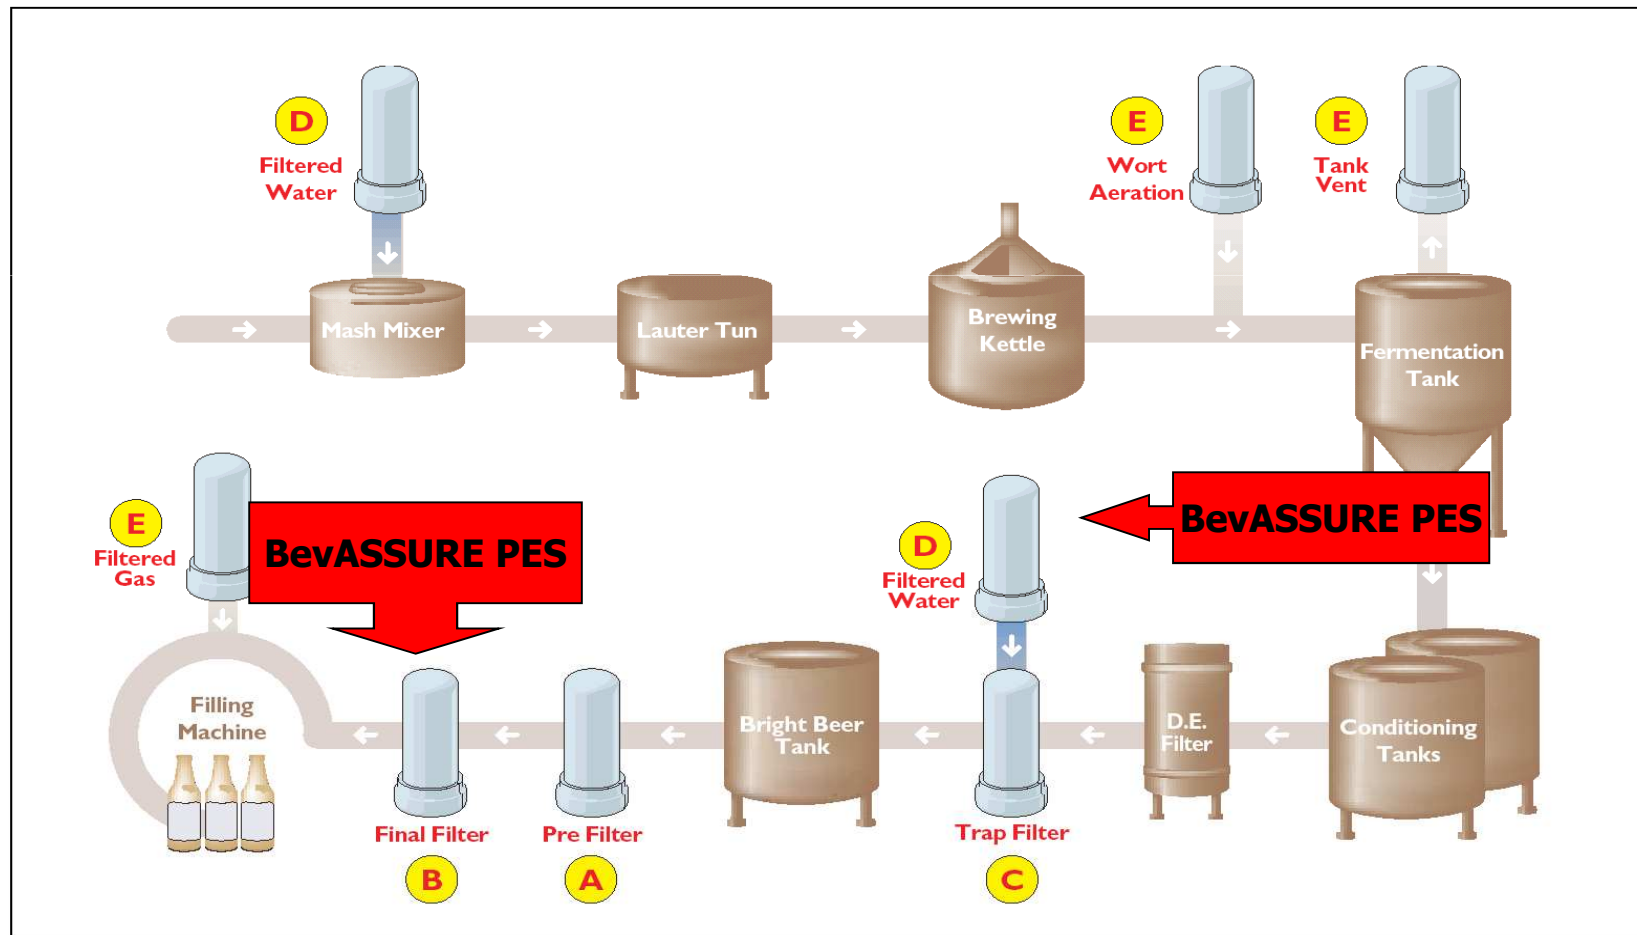 D
Filtered
Water
E
Wort
Aeration
E
Tank
Vent
Mash Mixer
Lauter Tun
Brewing
Kettle
Fermentation
Tank
E
Filtered
Gas
BevASSURE PES
D
Filtered
Water
BevASSURE PES
Filling
Machine
Bright Beer
Tank
D.E.
Filter
Conditioning
Tanks
Final Filter
B
Pre Filter
A
Trap Filter
C